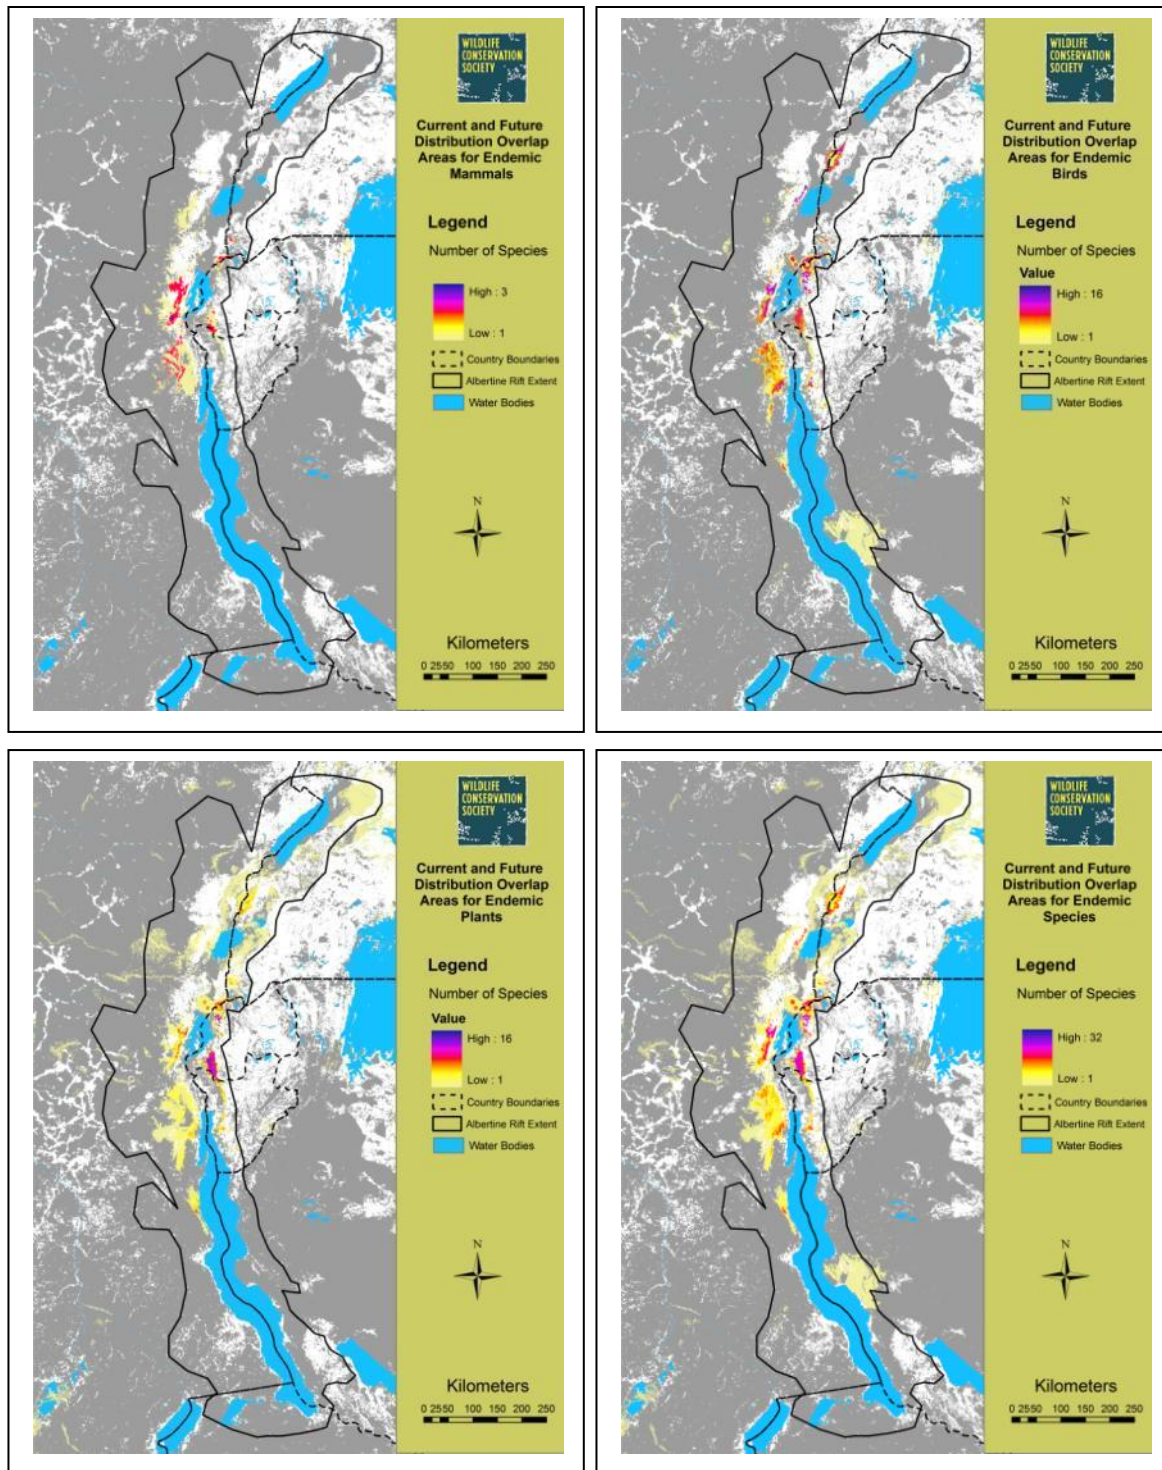 WILDLIFE
CONSERVATION
SOCIETY
Current and Future
Distribution Overlap
Areas for Endemic
Mammals
Legend
Number of Species
High : 3
Low : 1
Country Boundaries
Albertine Rift Extent
Water Bodies
N
Kilometers
0 25 50 100 150 200 250
WILDLIFE
CONSERVATION
SOCIETY
Current and Future
Distribution Overlap
Areas for Endemic
Birds
Legend
Number of Species
Value
High : 16
Low : 1
Country Boundaries
Albertine Rift Extent
Water Bodies
N
Kilometers
0 25 50 100 150 200 250
WILDLIFE
CONSERVATION
SOCIETY
Current and Future
Distribution Overlap
Areas for Endemic
Plants
Legend
Number of Species
Value
High : 16
Low : 1
Country Boundaries
Albertine Rift Extent
Water Bodies
N
Kilometers
0 25 50 100 150 200 250
WILDLIFE
CONSERVATION
SOCIETY
Current and Future
Distribution Overlap
Areas for Endemic
Species
Legend
Number of Species
High : 32
Low : 1
Country Boundaries
Albertine Rift Extent
Water Bodies
N
Kilometers
0 25 50 100 150 200 250